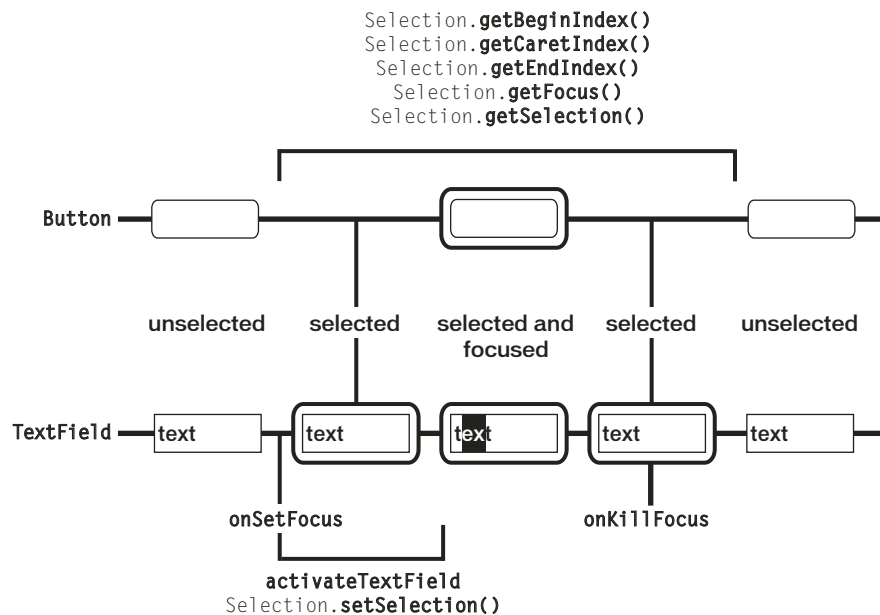 Selection.getBeginIndex()
Selection.getCaretIndex()
Selection.getEndIndex()
Selection.getFocus()
Selection.getSelection()
Button
unselected
selected
selected and
focused
selected
unselected
TextField
text
text
text
text
text
onSetFocus
onKillFocus
activateTextField
Selection.setSelection()